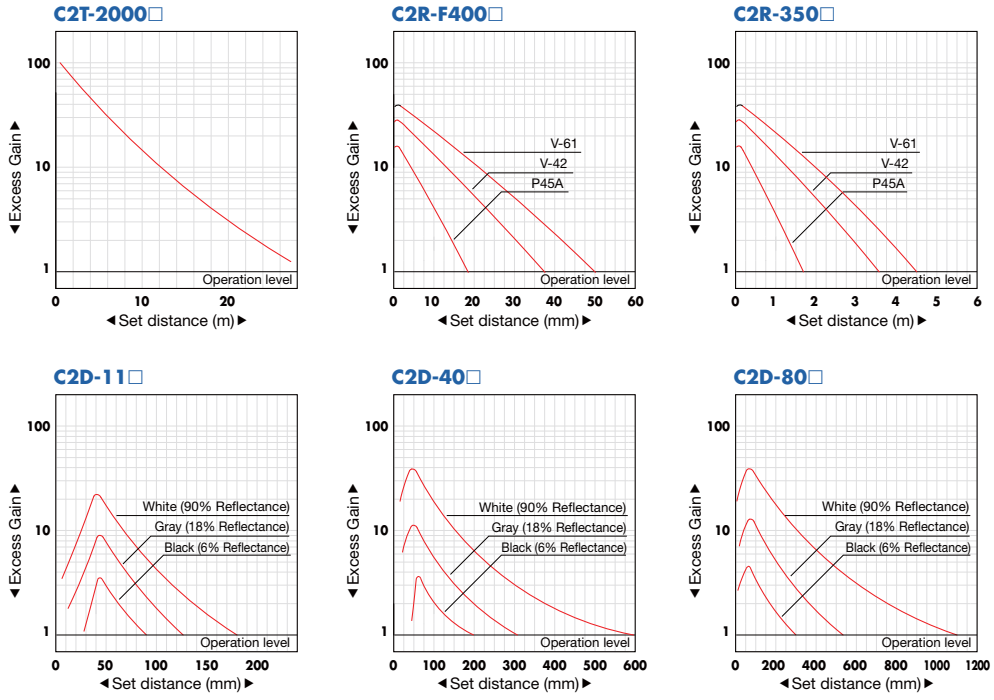 C2T-2000□
100
10
1
◄Excess Gain►
Operation level
0 10 20
◄Set distance (m)►
C2R-F400□
100
10
1
◄Excess Gain►
V-61
V-42
P45A
Operation level
0 10 20 30 40 50 60
◄Set distance (mm)►
C2R-350□
100
10
1
◄Excess Gain►
V-61
V-42
P45A
Operation level
0 1 2 3 4 5 6
◄Set distance (m)►
C2D-11□
100
10
1
◄Excess Gain►
White (90% Reflectance)
Gray (18% Reflectance)
Black (6% Reflectance)
Operation level
0 50 100 150 200
◄Set distance (mm)►
C2D-40□
100
10
1
◄Excess Gain►
White (90% Reflectance)
Gray (18% Reflectance)
Black (6% Reflectance)
Operation level
0 100 200 300 400 500 600
◄Set distance (mm)►
C2D-80□
100
10
1
◄Excess Gain►
White (90% Reflectance)
Gray (18% Reflectance)
Black (6% Reflectance)
Operation level
0 200 400 600 800 1000 1200
◄Set distance (mm)►